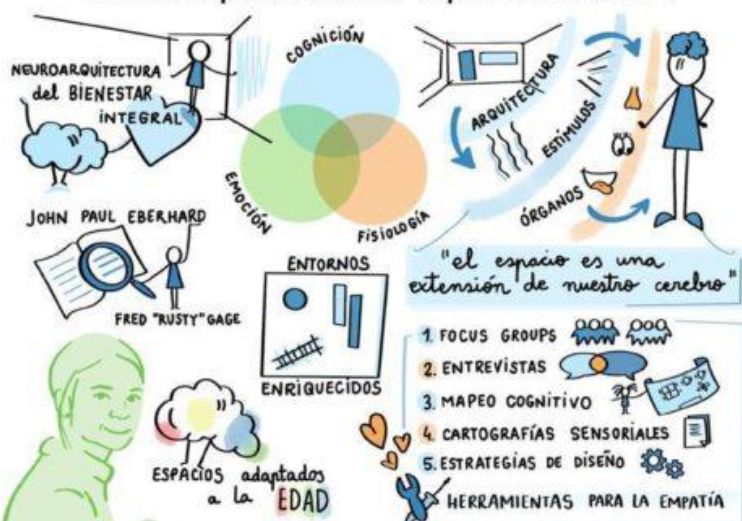 NEUROARQUITECTURA
del BIENESTAR
INTEGRAL
COGNICIÓN
EMOCIÓN
FISIOLOGÍA
ARQUITECTURA
ESTÍMULOS
ÓRGANOS
JOHN PAUL EBERHARD
FRED "RUSTY" GAGE
ENTORNOS
ENRIQUECIDOS
"el espacio es una
extensión de nuestro cerebro"
1. FOCUS GROUPS
2. ENTREVISTAS
3. MAPEO COGNITIVO
4. CARTOGRAFÍAS SENSORIALES
5. ESTRATEGIAS DE DISEÑO
HERRAMIENTAS PARA LA EMPATÍA
ESPACIOS adaptados
a la EDAD